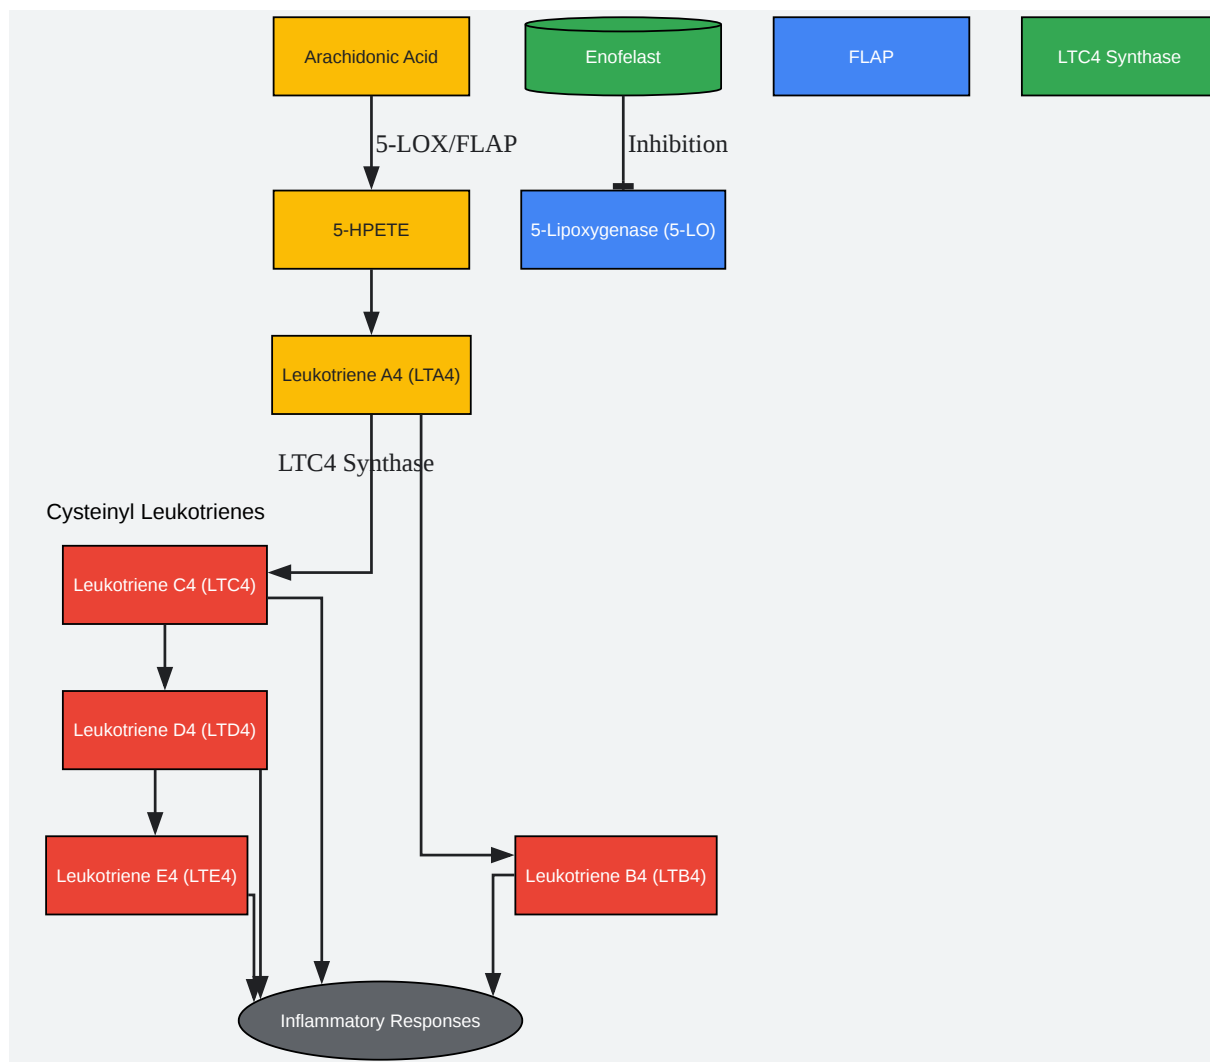 Arachidonic Acid
Enofelast
FLAP
LTC4 Synthase
5-LOX/FLAP
Inhibition
5-HPETE
5-Lipoxygenase (5-LO)
Leukotriene A4 (LTA4)
LTC4 Synthase
Cysteinyl Leukotrienes
Leukotriene C4 (LTC4)
Leukotriene D4 (LTD4)
Leukotriene E4 (LTE4)
Leukotriene B4 (LTB4)
Inflammatory Responses